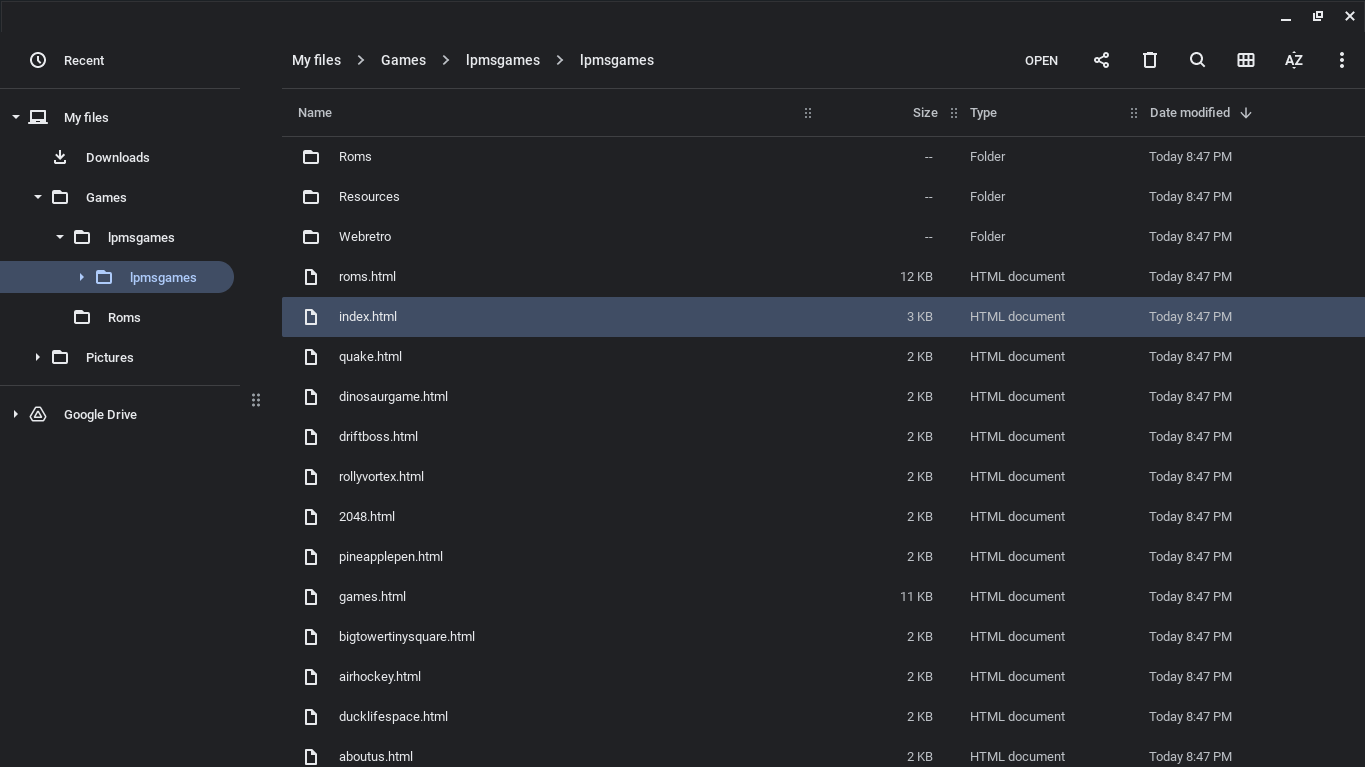 Recent
My files
Downloads
Games
lpmsgames
lpmsgames
Roms
Pictures
Google Drive
My files Games lpmsgames lpmsgames OPEN AZ
Name Size Type Date modified
Roms -- Folder Today 8:47 PM
Resources -- Folder Today 8:47 PM
Webretro -- Folder Today 8:47 PM
roms.html 12 KB HTML document Today 8:47 PM
index.html 3 KB HTML document Today 8:47 PM
quake.html 2 KB HTML document Today 8:47 PM
dinosaurgame.html 2 KB HTML document Today 8:47 PM
driftboss.html 2 KB HTML document Today 8:47 PM
rollyvortex.html 2 KB HTML document Today 8:47 PM
2048.html 2 KB HTML document Today 8:47 PM
pineapplepen.html 2 KB HTML document Today 8:47 PM
games.html 11 KB HTML document Today 8:47 PM
bigtowertinysquare.html 2 KB HTML document Today 8:47 PM
airhockey.html 2 KB HTML document Today 8:47 PM
ducklifespace.html 2 KB HTML document Today 8:47 PM
aboutus.html 2 KB HTML document Today 8:47 PM